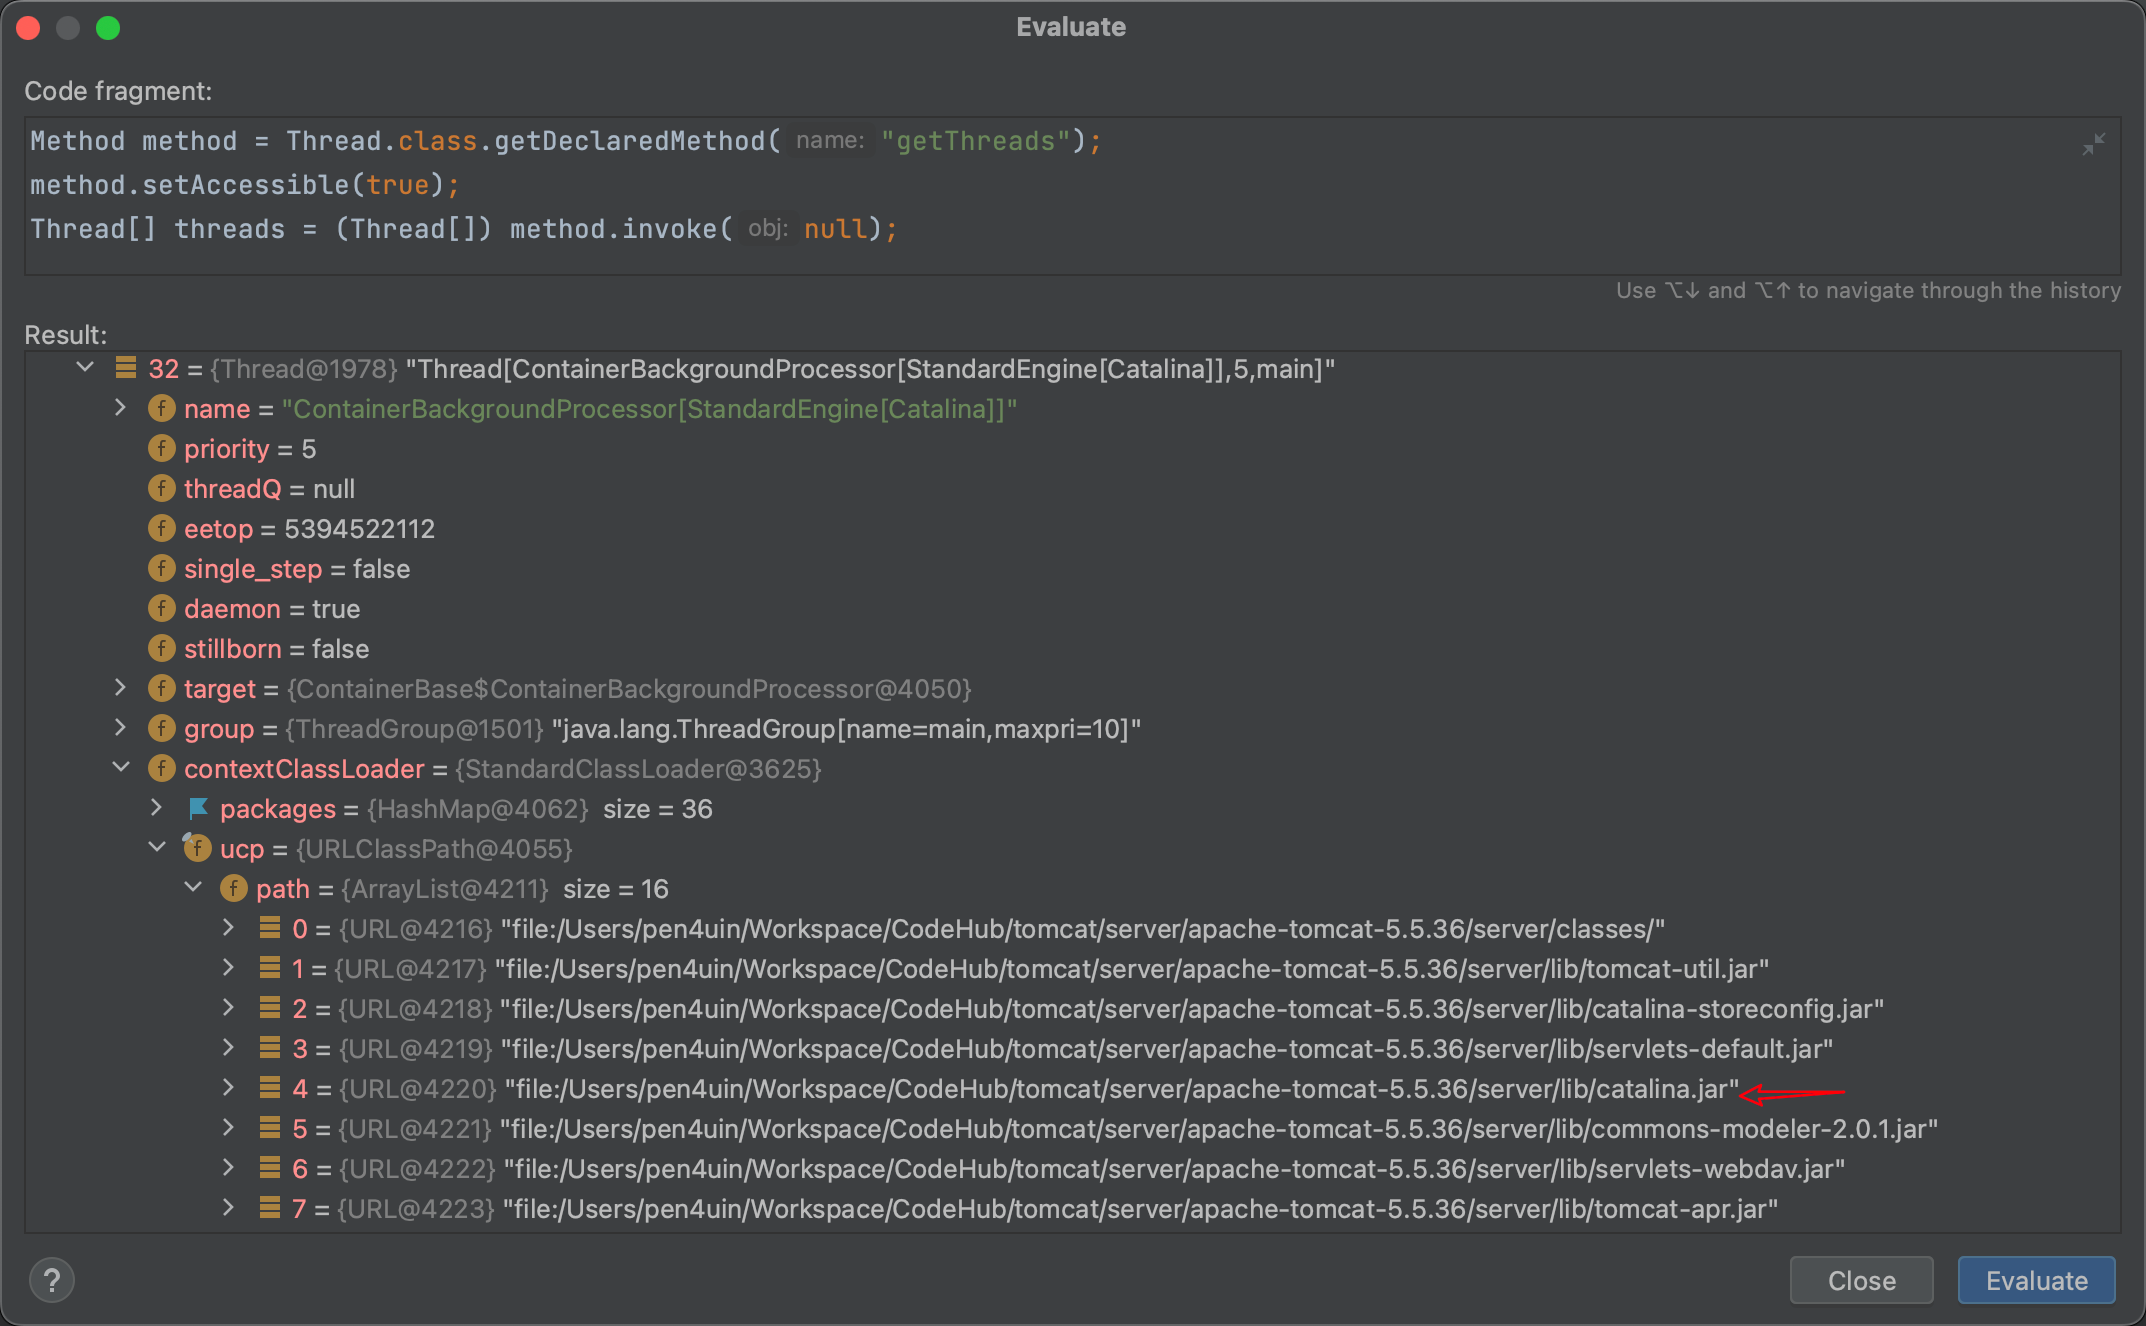 Evaluate
Code fragment:
Method method = Thread.class.getDeclaredMethod( name: "getThreads");
method.setAccessible(true);
Thread[] threads = (Thread[]) method.invoke( obj: null);
Use ⌥↓ and ⌥↑ to navigate through the history
Result:
32 = {Thread@1978} "Thread[ContainerBackgroundProcessor[StandardEngine[Catalina]],5,main]"
f name = "ContainerBackgroundProcessor[StandardEngine[Catalina]]"
f priority = 5
f threadQ = null
f eetop = 5394522112
f single_step = false
f daemon = true
f stillborn = false
f target = {ContainerBase$ContainerBackgroundProcessor@4050}
f group = {ThreadGroup@1501} "java.lang.ThreadGroup[name=main,maxpri=10]"
f contextClassLoader = {StandardClassLoader@3625}
packages = {HashMap@4062} size = 36
f ucp = {URLClassPath@4055}
f path = {ArrayList@4211} size = 16
0 = {URL@4216} "file:/Users/pen4uin/Workspace/CodeHub/tomcat/server/apache-tomcat-5.5.36/server/classes/"
1 = {URL@4217} "file:/Users/pen4uin/Workspace/CodeHub/tomcat/server/apache-tomcat-5.5.36/server/lib/tomcat-util.jar"
2 = {URL@4218} "file:/Users/pen4uin/Workspace/CodeHub/tomcat/server/apache-tomcat-5.5.36/server/lib/catalina-storeconfig.jar"
3 = {URL@4219} "file:/Users/pen4uin/Workspace/CodeHub/tomcat/server/apache-tomcat-5.5.36/server/lib/servlets-default.jar"
4 = {URL@4220} "file:/Users/pen4uin/Workspace/CodeHub/tomcat/server/apache-tomcat-5.5.36/server/lib/catalina.jar"
5 = {URL@4221} "file:/Users/pen4uin/Workspace/CodeHub/tomcat/server/apache-tomcat-5.5.36/server/lib/commons-modeler-2.0.1.jar"
6 = {URL@4222} "file:/Users/pen4uin/Workspace/CodeHub/tomcat/server/apache-tomcat-5.5.36/server/lib/servlets-webdav.jar"
7 = {URL@4223} "file:/Users/pen4uin/Workspace/CodeHub/tomcat/server/apache-tomcat-5.5.36/server/lib/tomcat-apr.jar"
? Close Evaluate